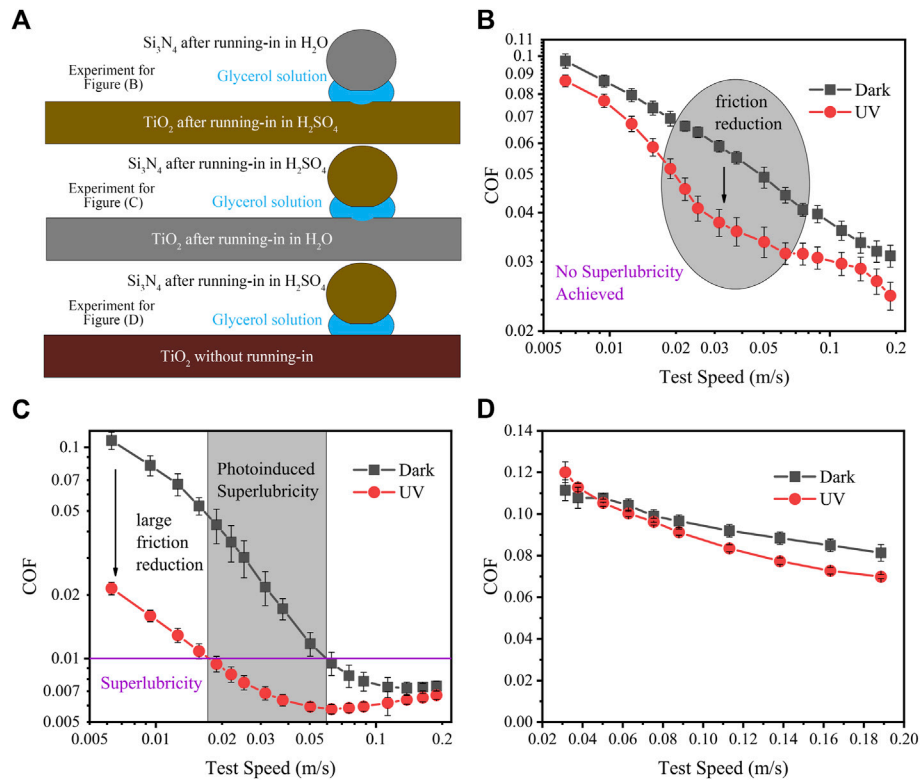 A
Si₃N₄ after running-in in H₂O
Experiment for
Figure (B)
Glycerol solution
TiO₂ after running-in in H₂SO₄
Si₃N₄ after running-in in H₂SO₄
Experiment for
Figure (C)
Glycerol solution
TiO₂ after running-in in H₂O
Si₃N₄ after running-in in H₂SO₄
Experiment for
Figure (D)
Glycerol solution
TiO₂ without running-in
B
0.11
0.1
0.09
0.08
0.07
0.06
0.05
0.04
0.03
0.02
COF
friction
reduction
Dark
UV
No Superlubricity
Achieved
0.005 0.01 0.02 0.03 0.05 0.1 0.2
Test Speed (m/s)
C
0.1
0.07
0.05
0.02
0.01
0.007
0.005
COF
large
friction
reduction
Photoinduced
Superlubricity
Dark
UV
Superlubricity
0.005 0.01 0.02 0.03 0.05 0.1 0.2
Test Speed (m/s)
D
0.14
0.12
0.10
0.08
0.06
0.04
0.02
0.00
COF
Dark
UV
0.02 0.04 0.06 0.08 0.10 0.12 0.14 0.16 0.18 0.20
Test Speed (m/s)